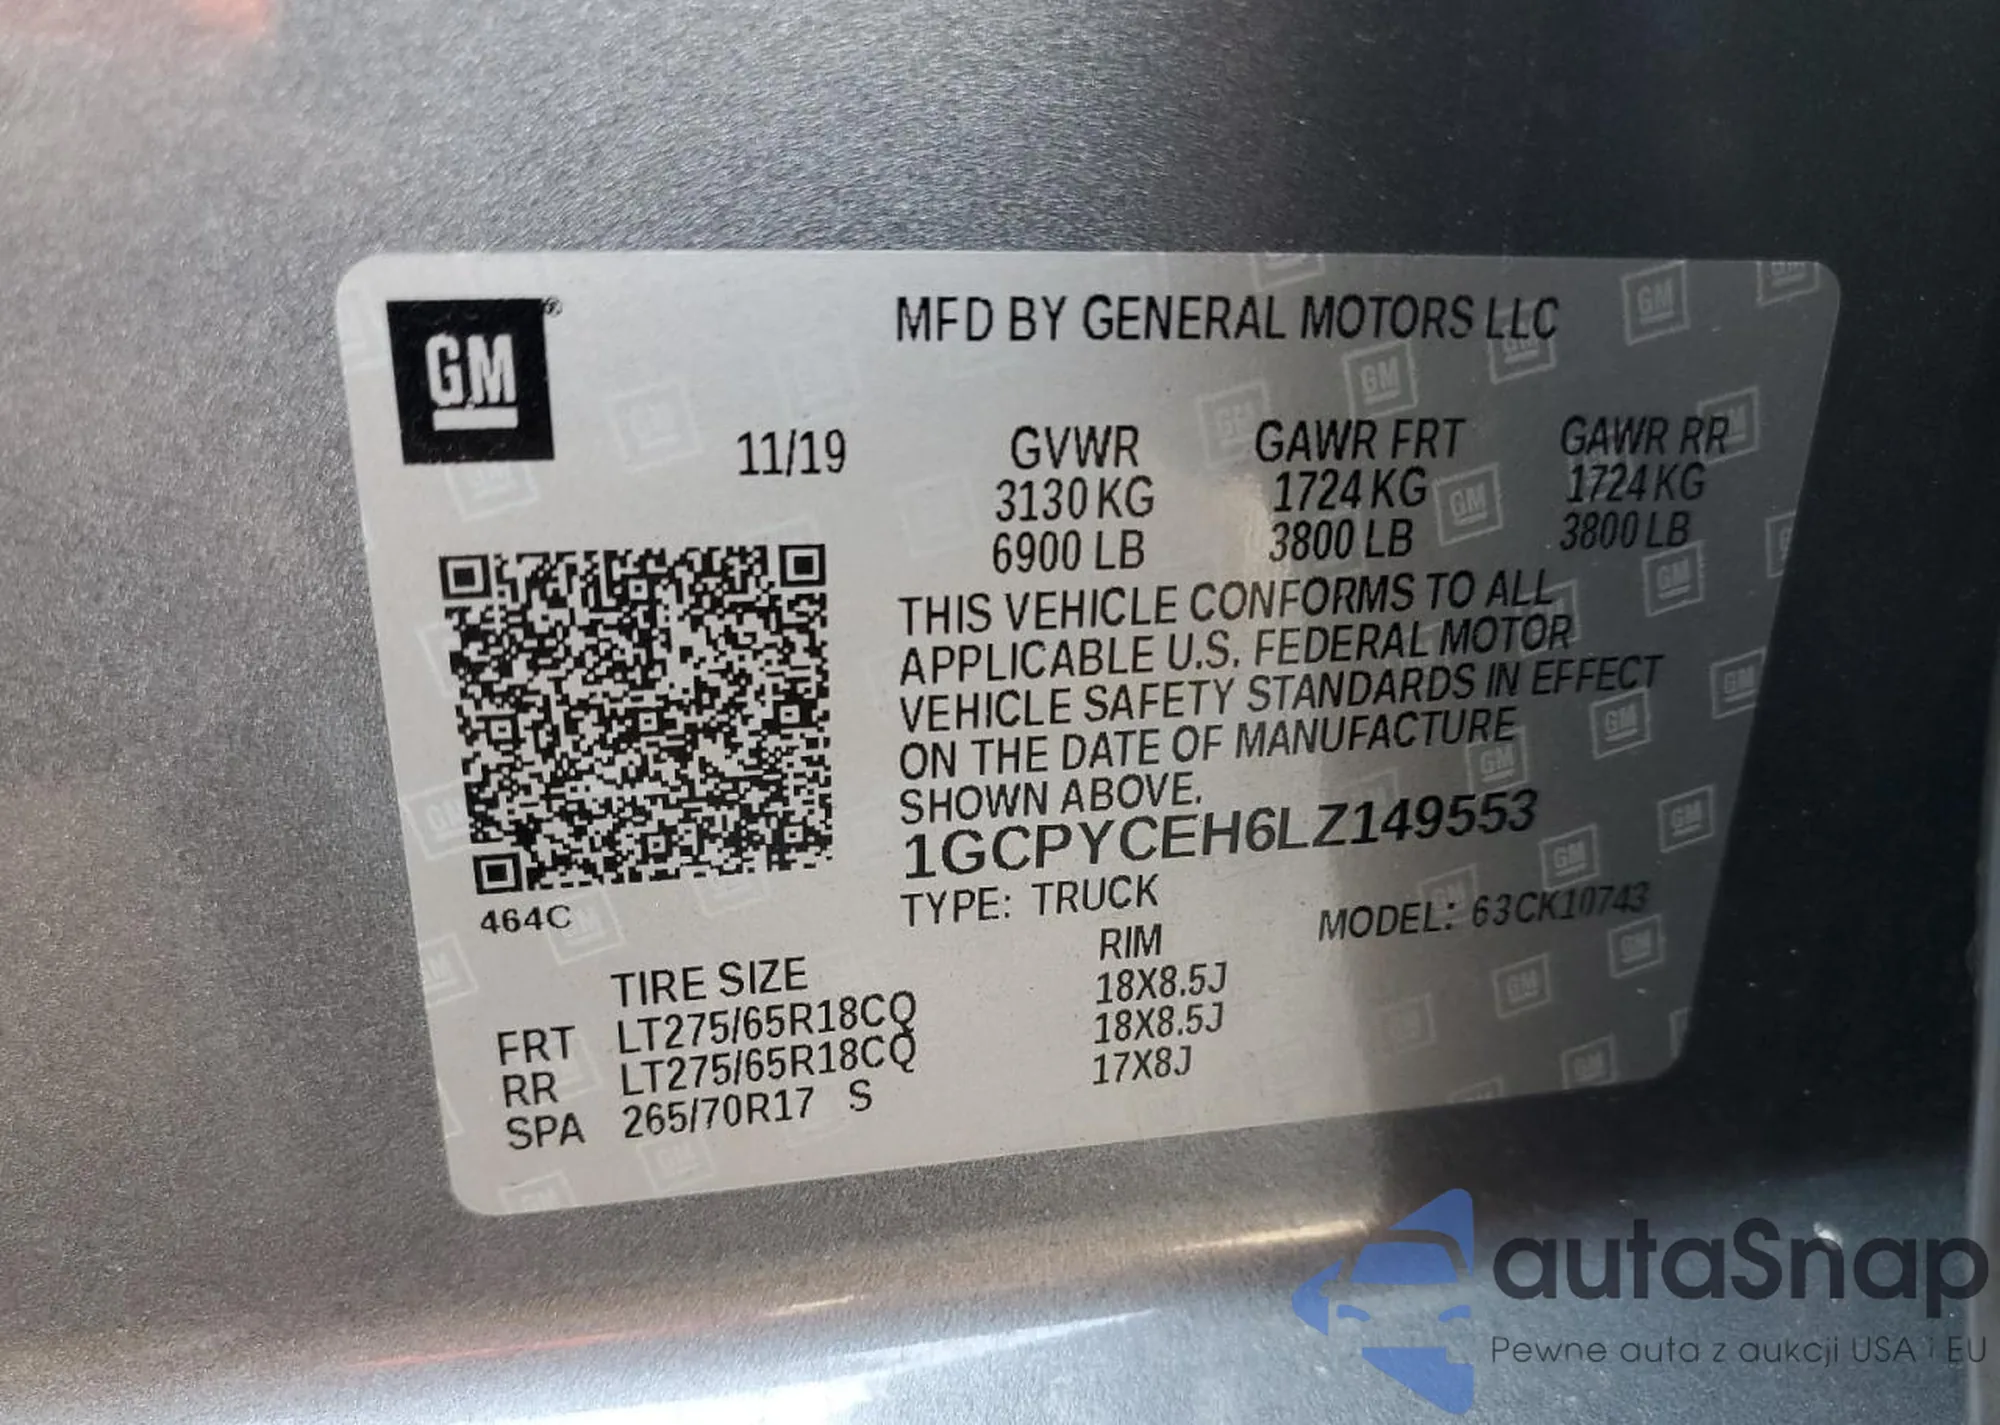 GM
MFD BY GENERAL MOTORS LLC
11/19
GVWR GAWR FRT GAWR RR
3130 KG 1724 KG 1724 KG
6900 LB 3800 LB 3800 LB
THIS VEHICLE CONFORMS TO ALL
APPLICABLE U.S. FEDERAL MOTOR
VEHICLE SAFETY STANDARDS IN EFFECT
ON THE DATE OF MANUFACTURE
SHOWN ABOVE.
1GCPYCEH6LZ149553
TYPE: TRUCK MODEL: 63CK10743
464C
TIRE SIZE RIM
FRT LT275/65R18CQ 18X8.5J
RR LT275/65R18CQ 18X8.5J
SPA 265/70R17 S 17X8J
autaSnap
Pewne auta z aukcji USA i EU